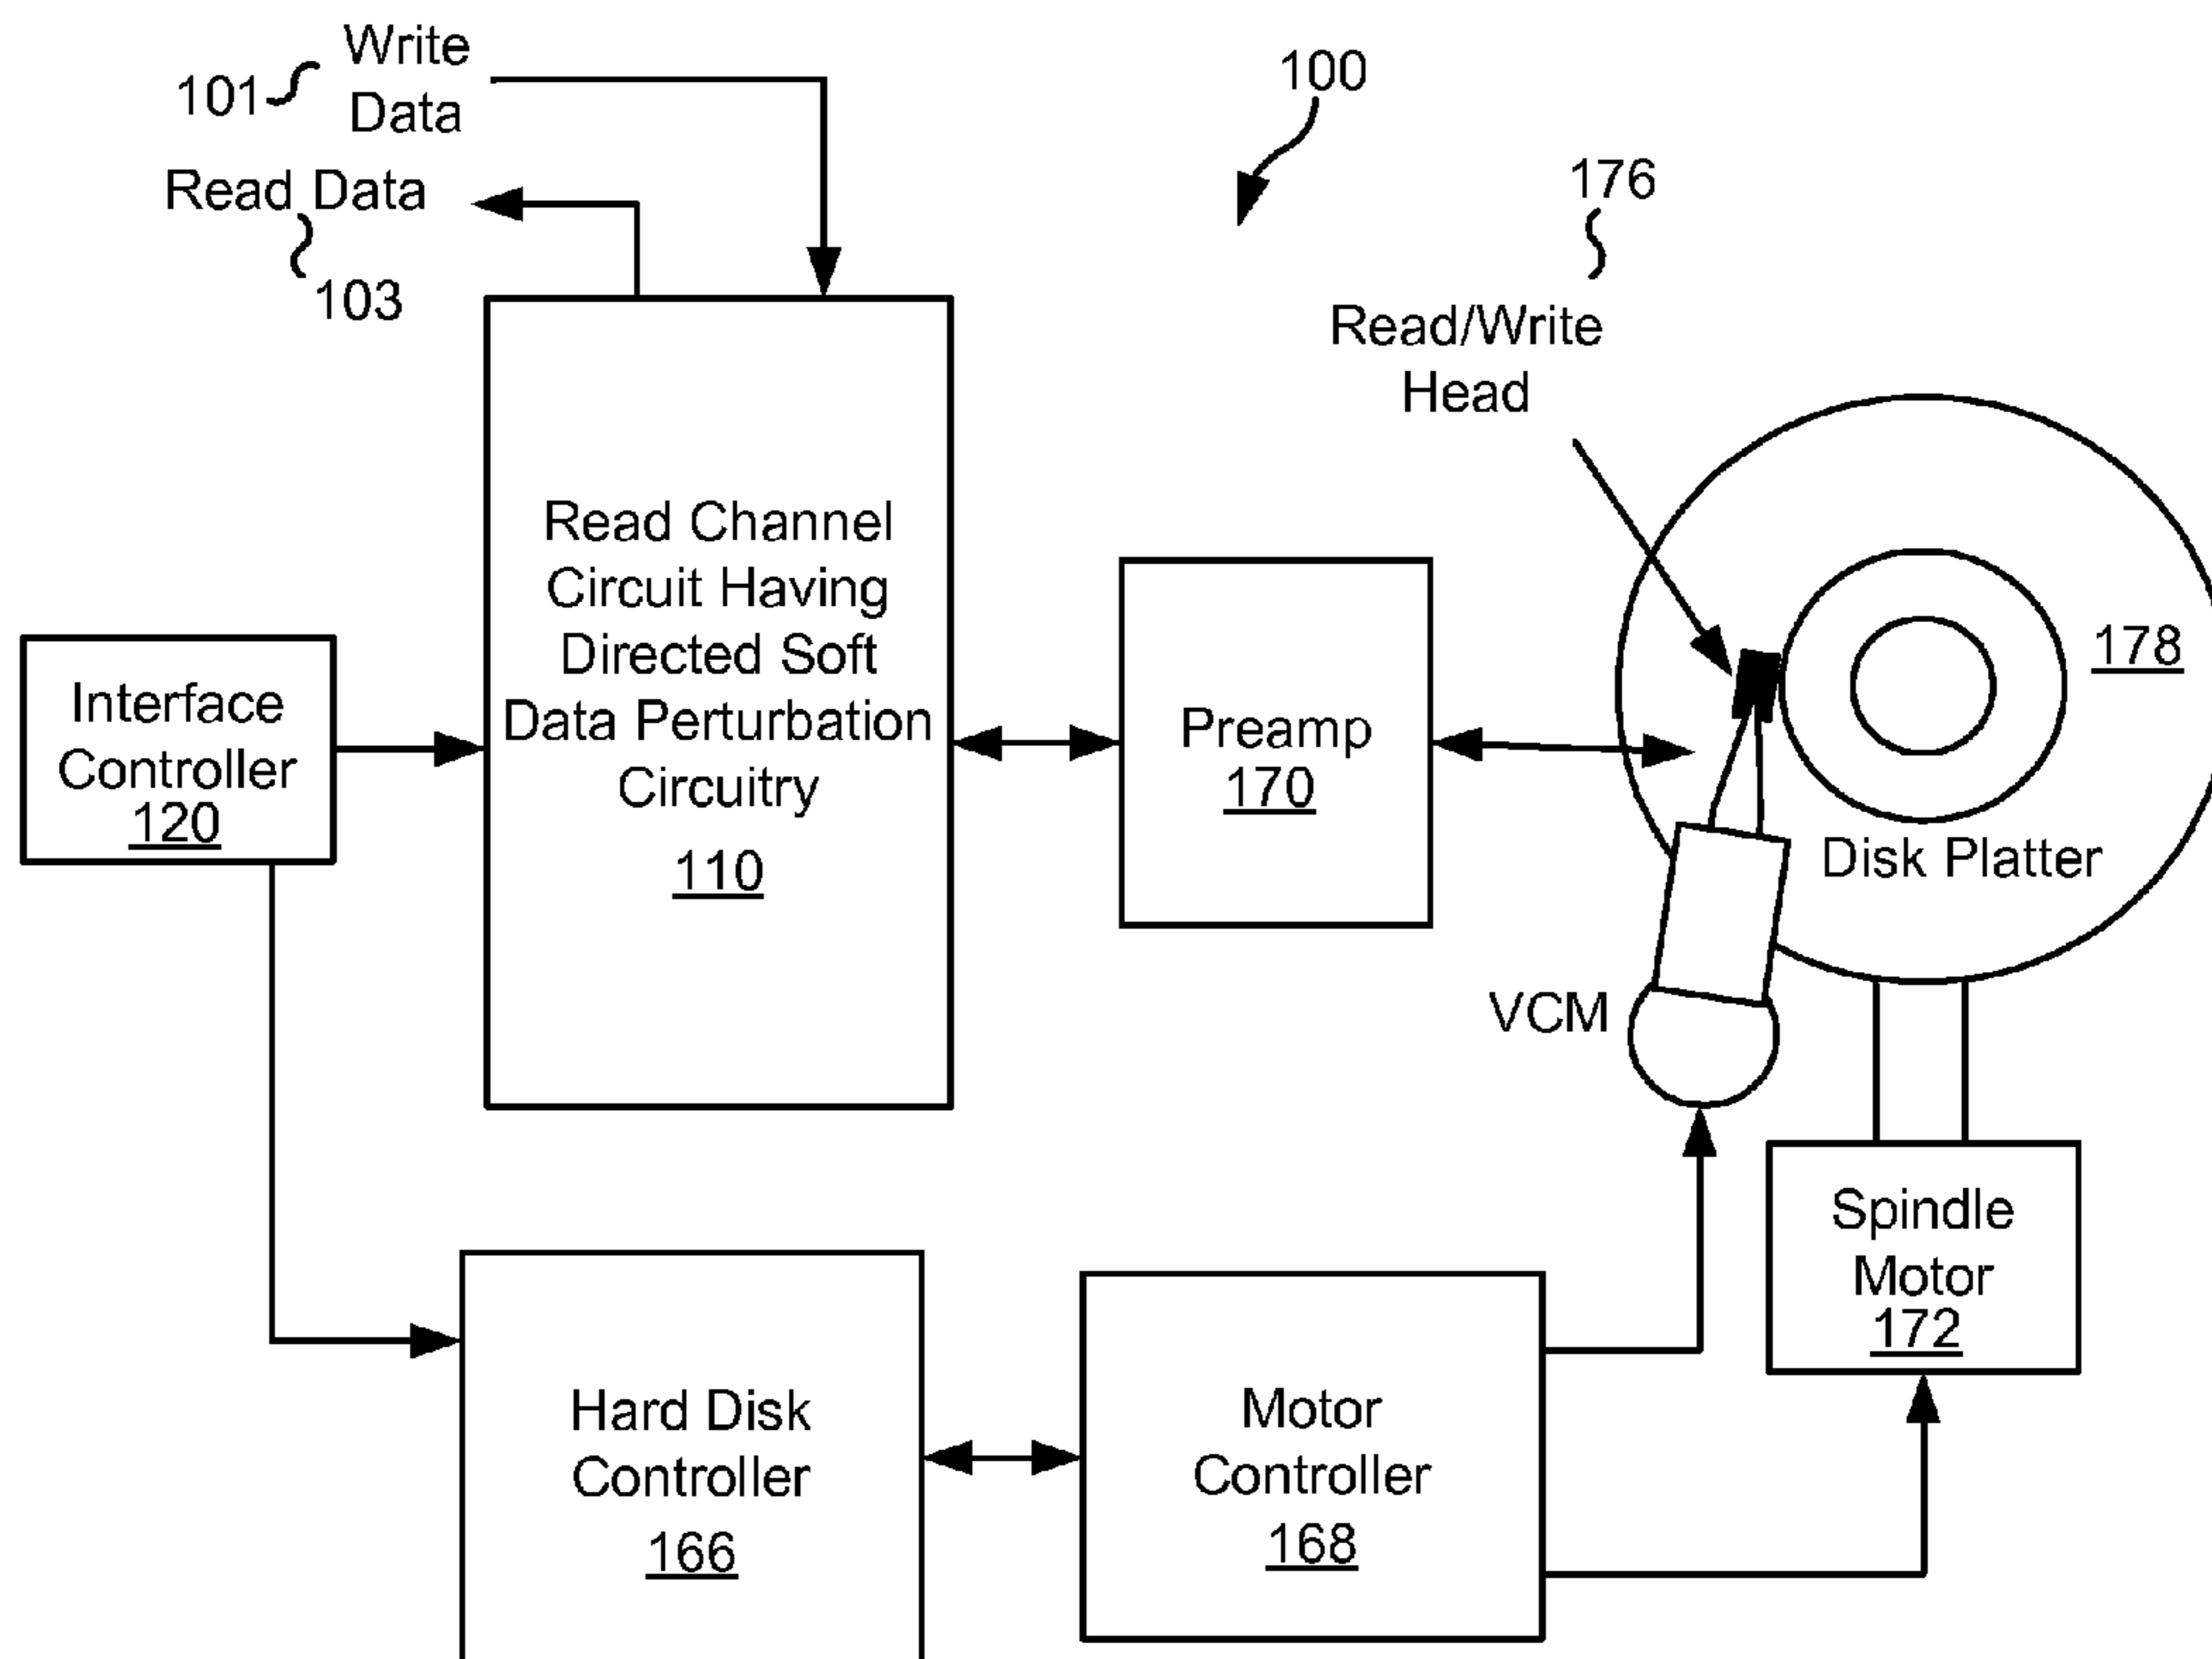 Write
Data
101
100
Read Data
103
176
Read/Write
Head
Read Channel
Circuit Having
Directed Soft
Data Perturbation
Circuitry
110
Interface
Controller
120
Preamp
170
178
Disk Platter
VCM
Spindle
Motor
172
Hard Disk
Controller
166
Motor
Controller
168